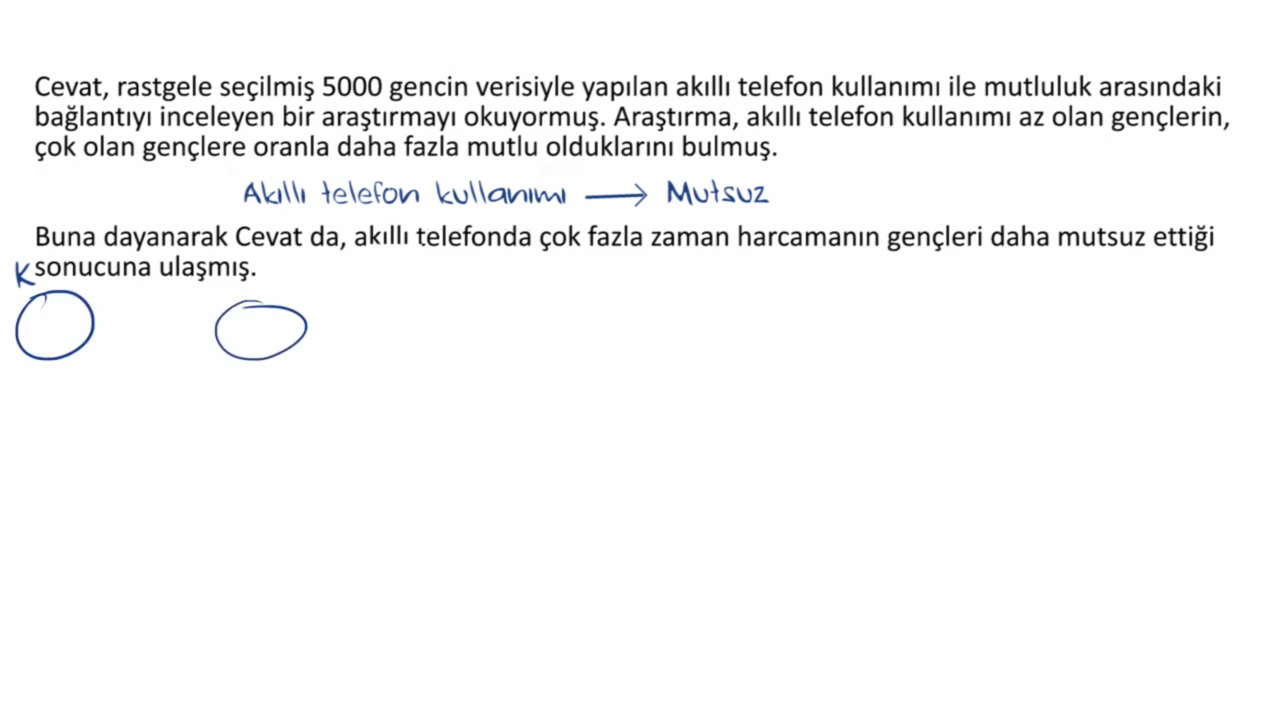 Cevat, rastgele seçilmiş 5000 gencin verisiyle yapılan akıllı telefon kullanımı ile mutluluk arasındaki
bağlantıyı inceleyen bir araştırmayı okuyormuş. Araştırma, akıllı telefon kullanımı az olan gençlerin,
çok olan gençlere oranla daha fazla mutlu olduklarını bulmuş.
Akıllı telefon kullanımı → Mutsuz
Buna dayanarak Cevat da, akıllı telefonda çok fazla zaman harcamanın gençleri daha mutsuz ettiği
sonucuna ulaşmış.
K